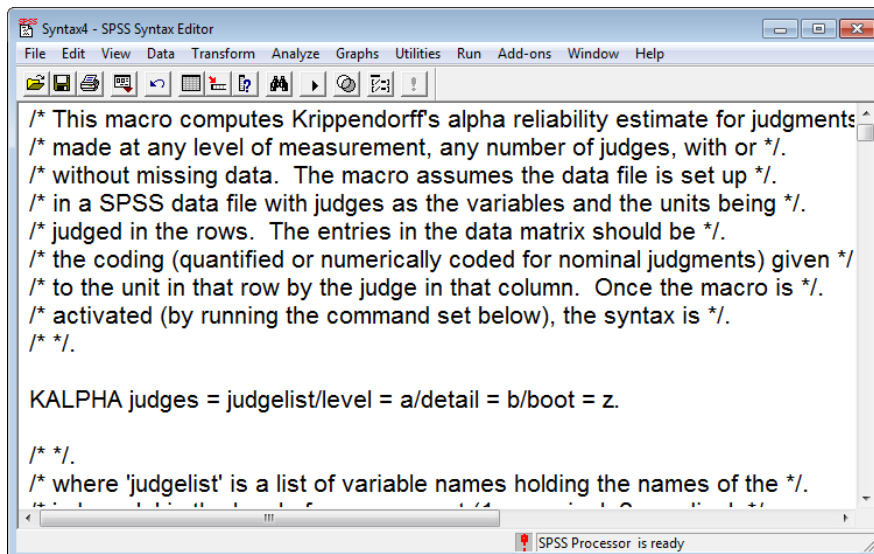 SPSS
Syntax4 - SPSS Syntax Editor
File Edit View Data Transform Analyze Graphs Utilities Run Add-ons Window Help
/* This macro computes Krippendorff's alpha reliability estimate for judgments
/* made at any level of measurement, any number of judges, with or */.
/* without missing data. The macro assumes the data file is set up */.
/* in a SPSS data file with judges as the variables and the units being */.
/* judged in the rows. The entries in the data matrix should be */.
/* the coding (quantified or numerically coded for nominal judgments) given */
/* to the unit in that row by the judge in that column. Once the macro is */.
/* activated (by running the command set below), the syntax is */.
/* */.
KALPHA judges = judgelist/level = a/detail = b/boot = z.
/* */.
/* where 'judgelist' is a list of variable names holding the names of the */.
SPSS Processor is ready